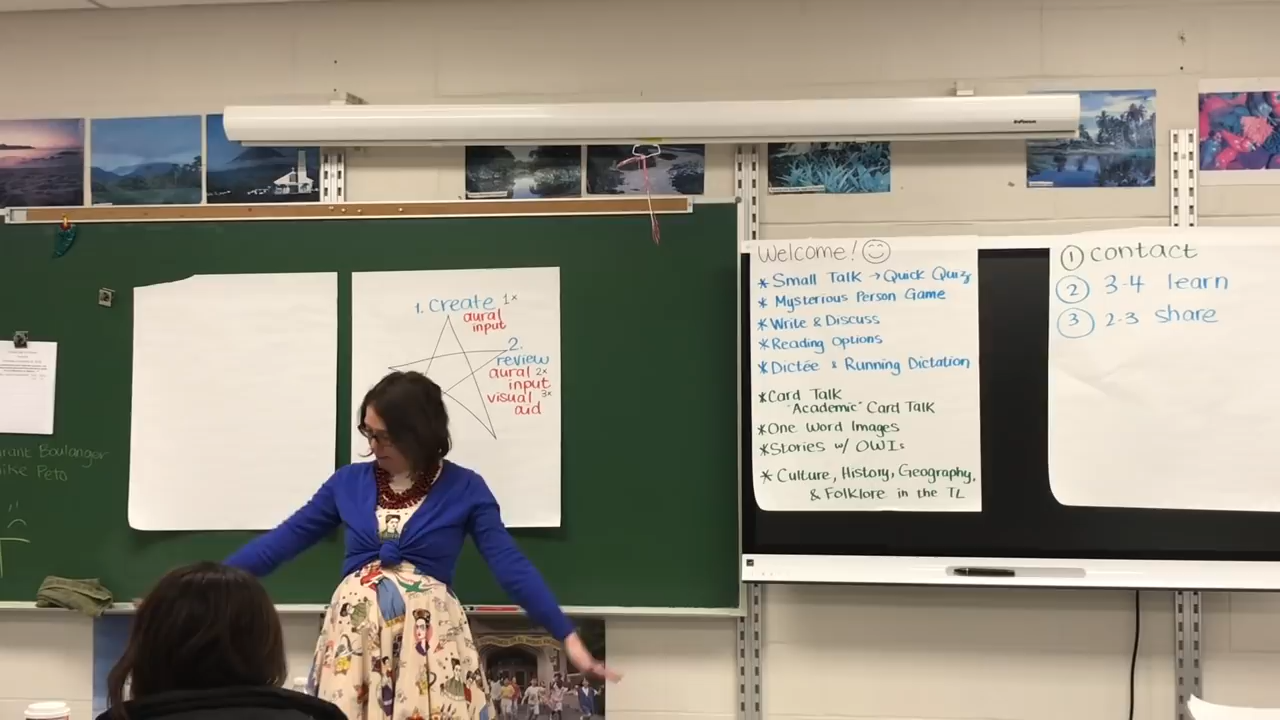 1. Create 1x
aural
input
2.
review
aural 2x
input
visual 3x
aid
Welcome! ☺
* Small Talk → Quick Quiz
* Mysterious Person Game
* Write & Discuss
* Reading Options
* Dictée & Running Dictation
* Card Talk
"Academic" Card Talk
* One Word Images
* Stories w/ OWIs
* Culture, History, Geography,
& Folklore in the TL
① contact
② 3-4 learn
③ 2-3 share
Grant Boulanger
Mike Peto